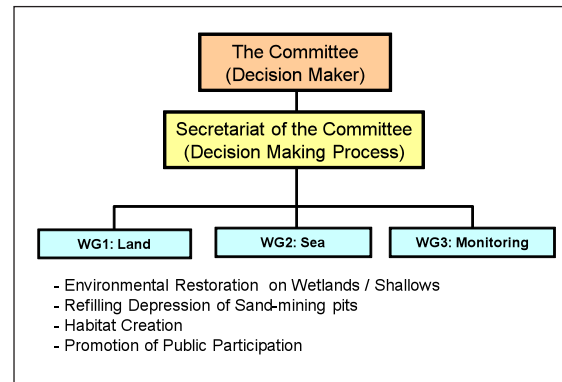 The Committee
(Decision Maker)
Secretariat of the Committee
(Decision Making Process)
WG1: Land
WG2: Sea
WG3: Monitoring
- Environmental Restoration on Wetlands / Shallows
- Refilling Depression of Sand-mining pits
- Habitat Creation
- Promotion of Public Participation